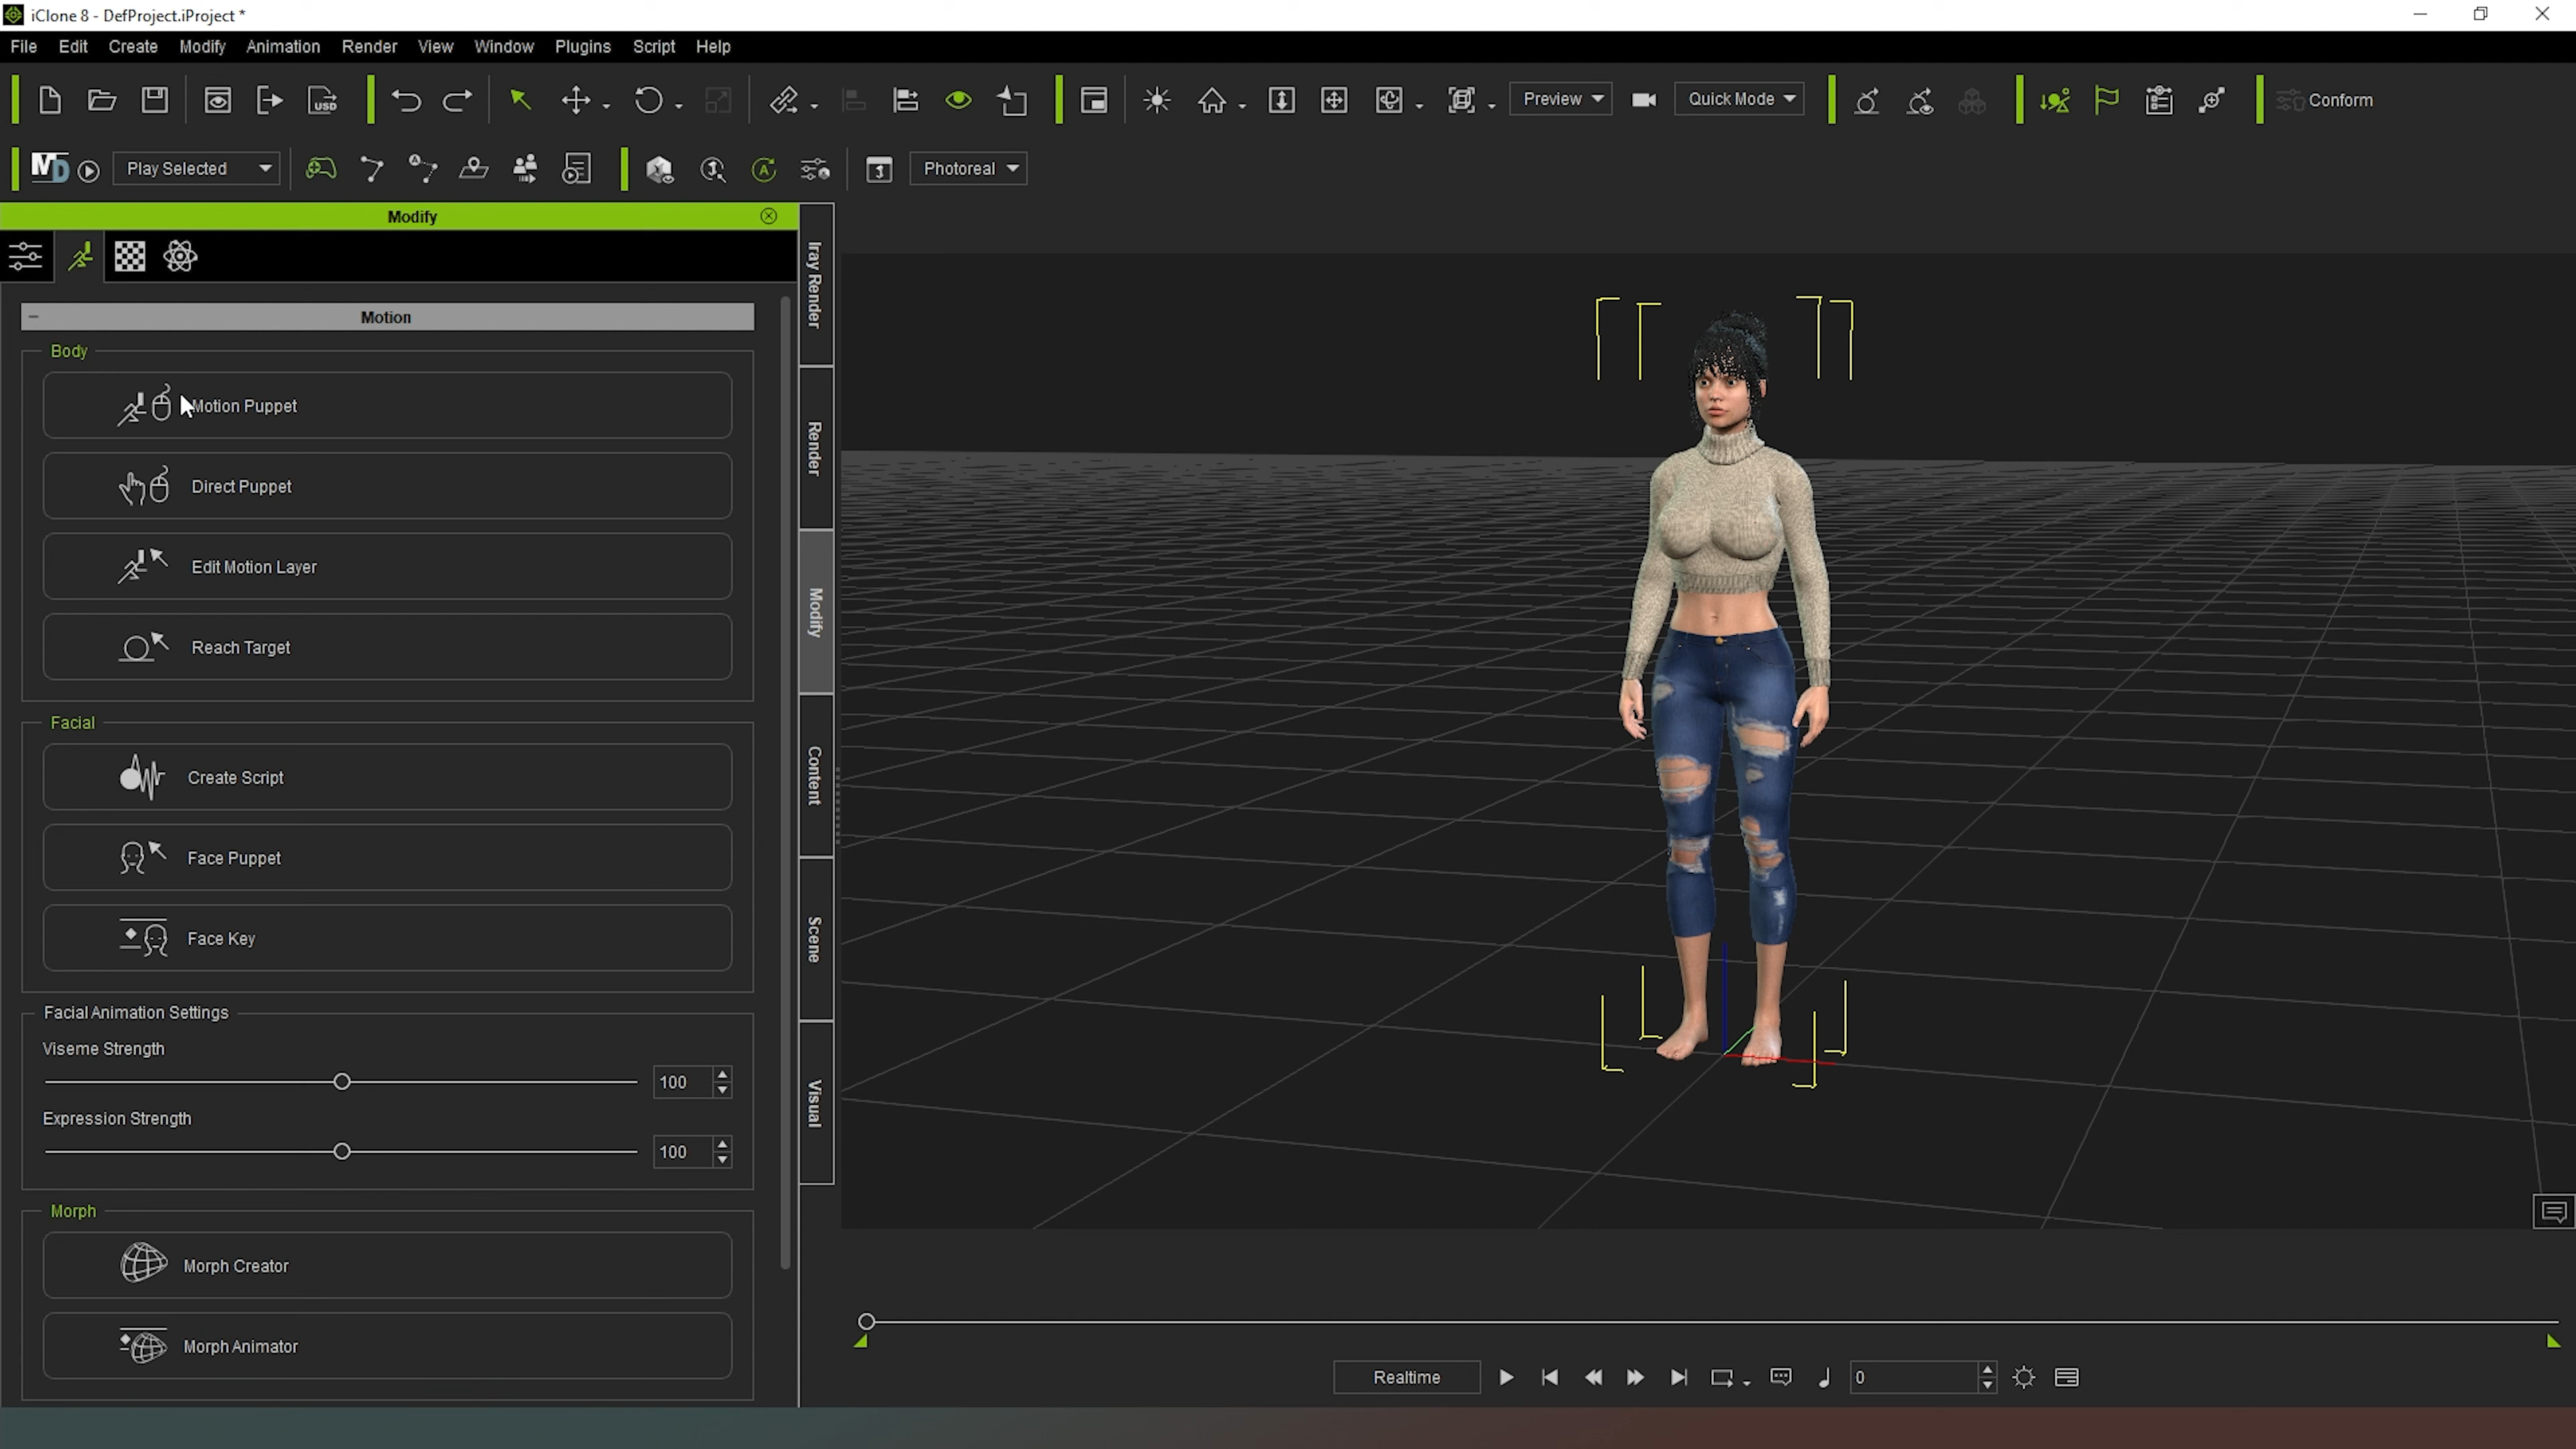 iClone 8 - DefProject.iProject *
File Edit Create Modify Animation Render View Window Plugins Script Help
USD Preview Quick Mode Conform
MD Play Selected A Photoreal
Modify
Iray Render
Render
Modify
Content
Scene
Visual
Motion
Body
Motion Puppet
Direct Puppet
Edit Motion Layer
Reach Target
Facial
Create Script
Face Puppet
Face Key
Facial Animation Settings
Viseme Strength
100
Expression Strength
100
Morph
Morph Creator
Morph Animator
Realtime 0